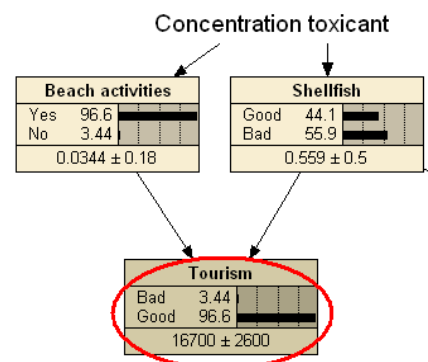 Concentration toxicant
Beach activities
Yes 96.6
No 3.44
0.0344 ± 0.18
Shellfish
Good 44.1
Bad 55.9
0.559 ± 0.5
Tourism
Bad 3.44
Good 96.6
16700 ± 2600